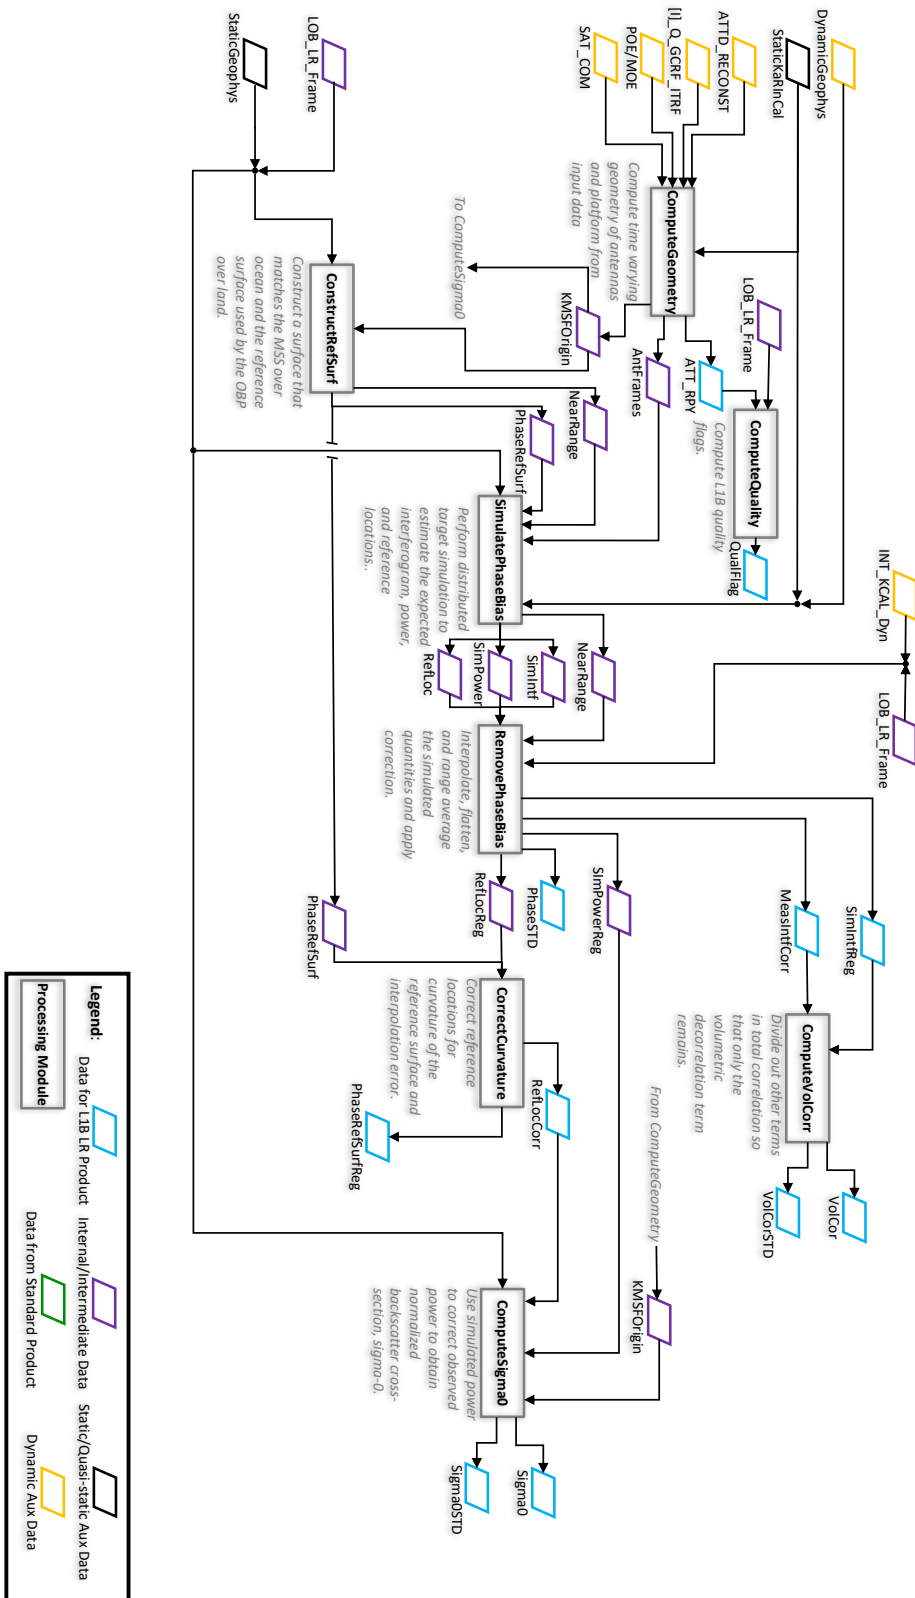 DynamicGeophys
StaticKaRInCal
ATTD_RECONST
[I]_Q_GCRF_ITRF
POE/MOE
SAT_COM
LOB_LR_Frame
StaticGeophys
ComputeGeometry
Compute time varying
geometry of antennas
and platform from
input data
To ComputeSigma0
KMSFOrigin
AntFrames
ATT_RPY
LOB_LR_Frame
ComputeQuality
Compute L1B quality
flags.
QualFlag
ConstructRefSurf
Construct a surface that
matches the MSS over
ocean and the reference
surface used by the OBP
over land.
NearRange
PhaseRefSurf
SimulatePhaseBias
Perform distributed
target simulation to
estimate the expected
interferogram, power,
and reference
locations..
INT_KCAL_Dyn
LOB_LR_Frame
NearRange
SimIntf
SimPower
RefLoc
RemovePhaseBias
Interpolate, flatten,
and range average
the simulated
quantities and apply
correction.
SimIntfReg
MeasIntfCorr
SImPowerReg
PhaseSTD
RefLocReg
PhaseRefSurf
ComputeVolCorr
Divide out other terms
in total correlation so
that only the
volumetric
decorrelation term
remains.
VolCor
VolCorSTD
CorrectCurvature
Correct reference
locations for
curvature of the
reference surface and
interpolation error.
RefLocCorr
PhaseRefSurfReg
From ComputeGeometry
KMSFOrigin
ComputeSigma0
Use simulated power
to correct observed
power to obtain
normalized
backscatter cross-
section, sigma-0.
Sigma0
Sigma0STD
Legend:
Data for L1B LR Product
Internal/Intermediate Data
Static/Quasi-static Aux Data
Processing Module
Data from Standard Product
Dynamic Aux Data